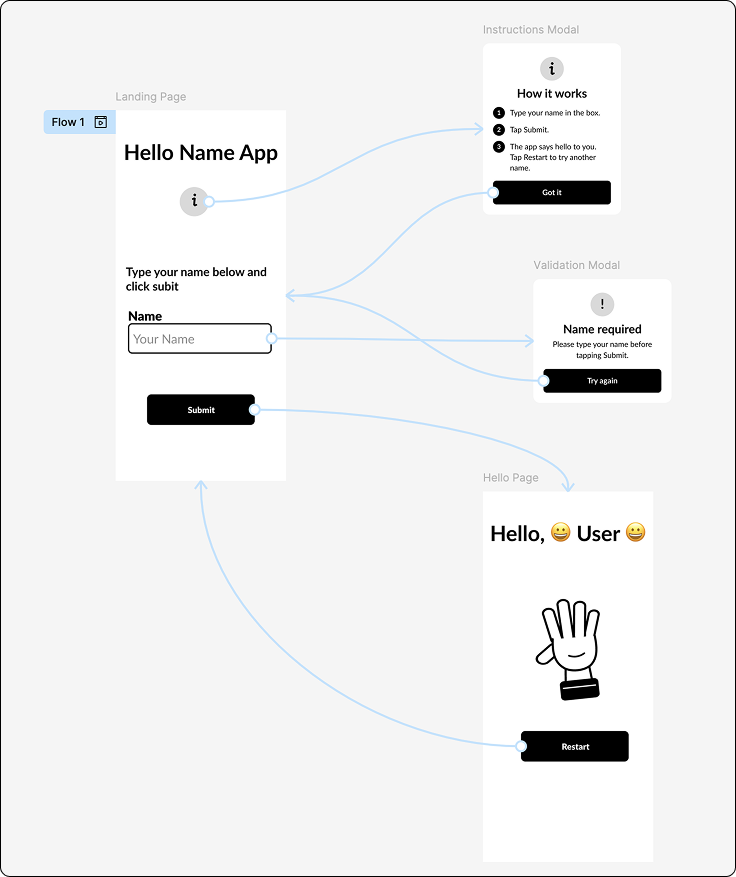 Instructions Modal
i
How it works
1 Type your name in the box.
2 Tap Submit.
3 The app says hello to you.
Tap Restart to try another
name.
Got it
Landing Page
Flow 1
Hello Name App
i
Type your name below and
click subit
Name
Your Name
Submit
Validation Modal
!
Name required
Please type your name before
tapping Submit.
Try again
Hello Page
Hello, 😀 User 😀
Restart